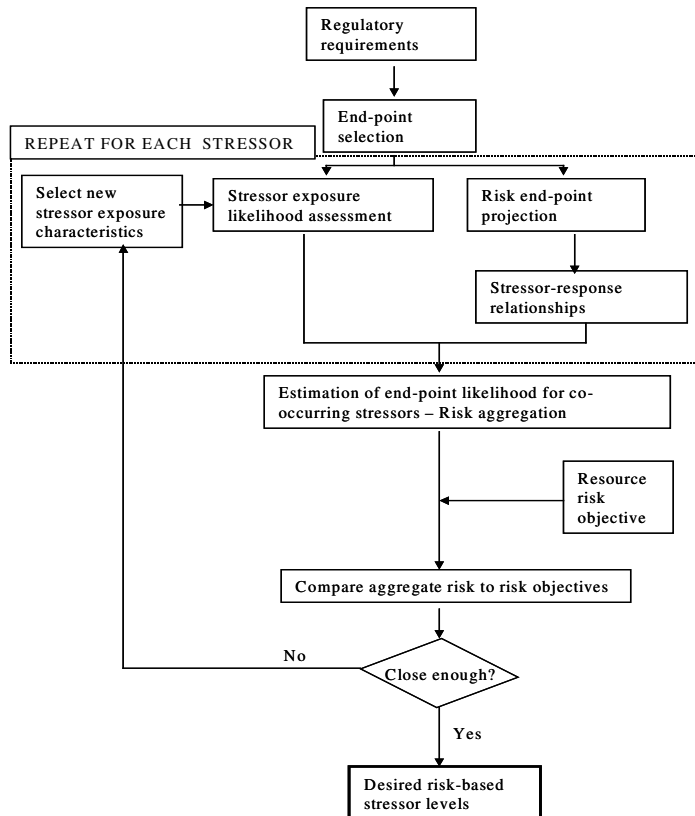 Regulatory
requirements
End-point
selection
REPEAT FOR EACH STRESSOR
Select new
stressor exposure
characteristics
Stressor exposure
likelihood assessment
Risk end-point
projection
Stressor-response
relationships
Estimation of end-point likelihood for co-
occurring stressors – Risk aggregation
Resource
risk
objective
Compare aggregate risk to risk objectives
Close enough?
No
Yes
Desired risk-based
stressor levels